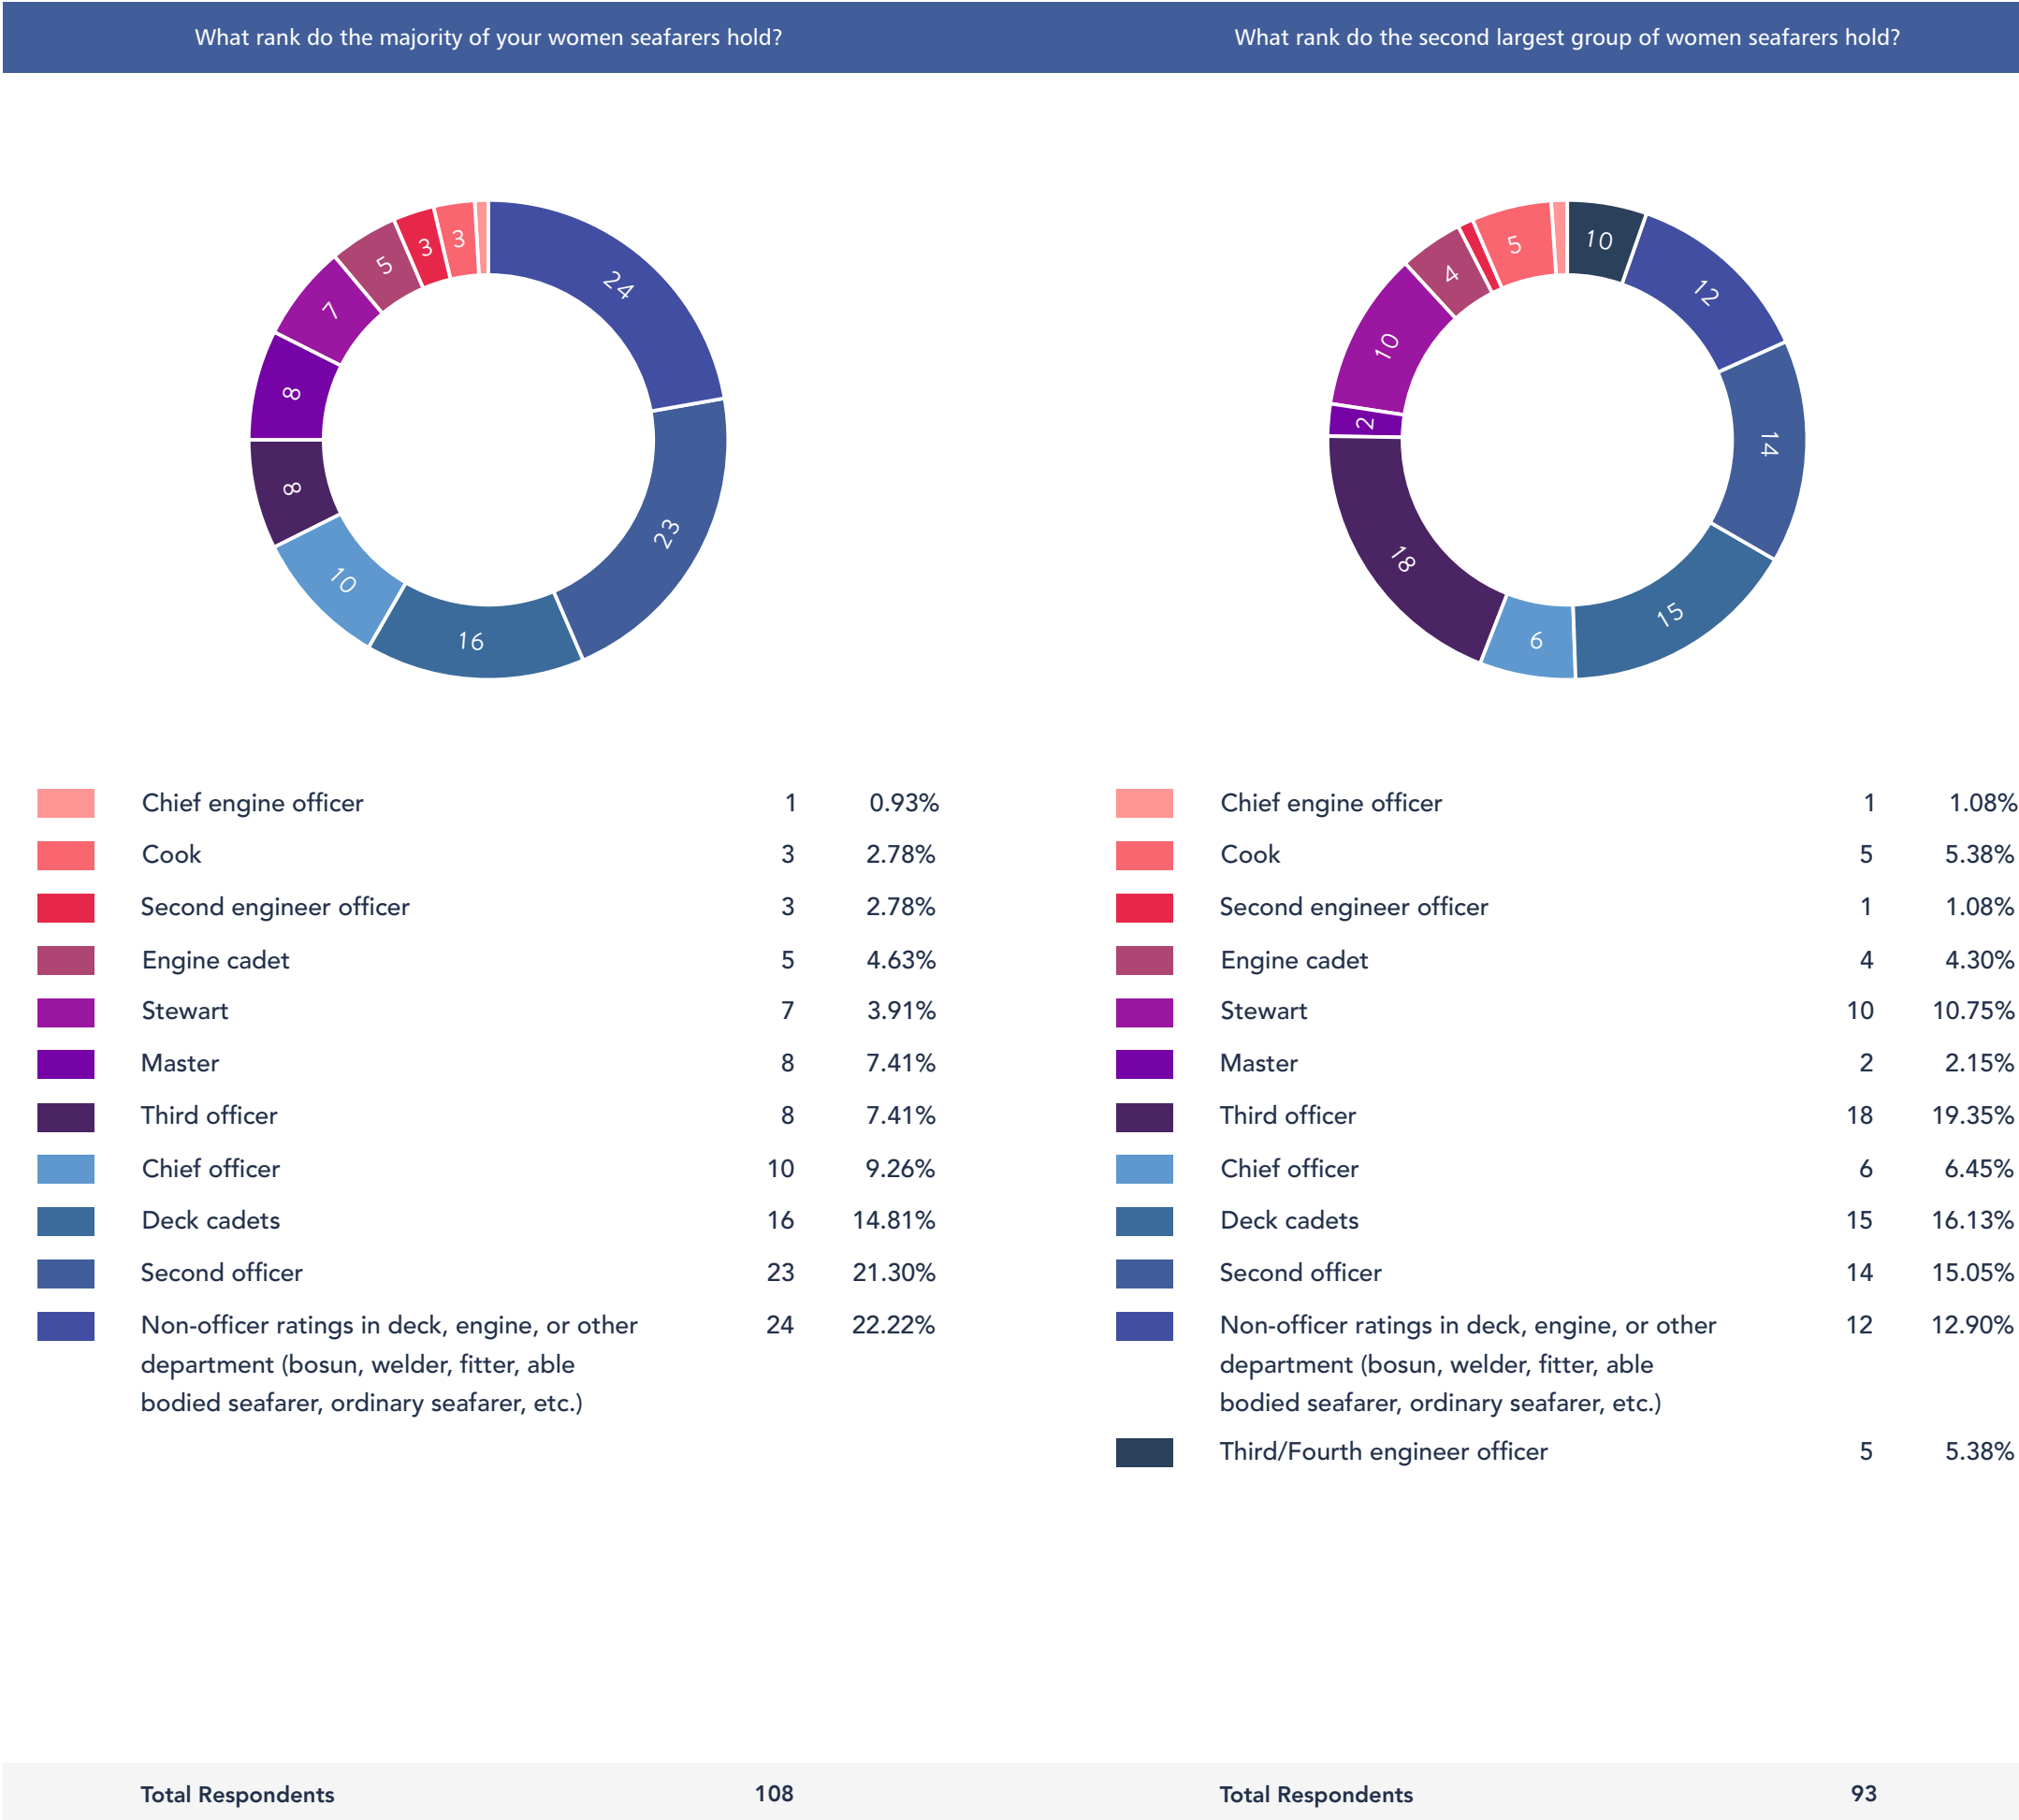 What rank do the majority of your women seafarers hold?
24
23
16
10
8
8
7
5
3
3
Chief engine officer 1 0.93%
Cook 3 2.78%
Second engineer officer 3 2.78%
Engine cadet 5 4.63%
Stewart 7 3.91%
Master 8 7.41%
Third officer 8 7.41%
Chief officer 10 9.26%
Deck cadets 16 14.81%
Second officer 23 21.30%
Non-officer ratings in deck, engine, or other 24 22.22%
department (bosun, welder, fitter, able
bodied seafarer, ordinary seafarer, etc.)
Total Respondents 108
What rank do the second largest group of women seafarers hold?
10
12
14
15
6
18
2
10
4
5
Chief engine officer 1 1.08%
Cook 5 5.38%
Second engineer officer 1 1.08%
Engine cadet 4 4.30%
Stewart 10 10.75%
Master 2 2.15%
Third officer 18 19.35%
Chief officer 6 6.45%
Deck cadets 15 16.13%
Second officer 14 15.05%
Non-officer ratings in deck, engine, or other 12 12.90%
department (bosun, welder, fitter, able
bodied seafarer, ordinary seafarer, etc.)
Third/Fourth engineer officer 5 5.38%
Total Respondents 93